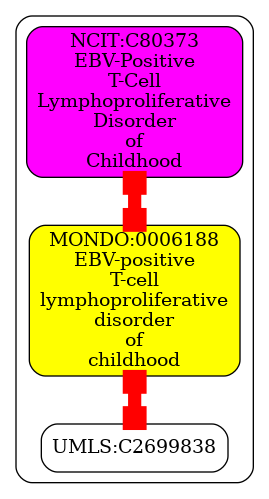 NCIT:C80373
EBV-Positive
T-Cell
Lymphoproliferative
Disorder
of
Childhood
MONDO:0006188
EBV-positive
T-cell
lymphoproliferative
disorder
of
childhood
UMLS:C2699838